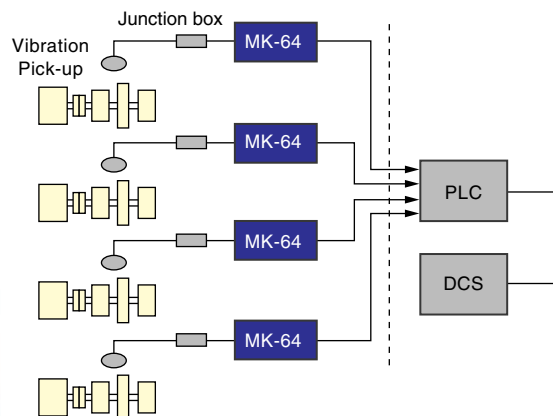 Junction box
Vibration
Pick-up
MK-64
MK-64
MK-64
MK-64
PLC
DCS